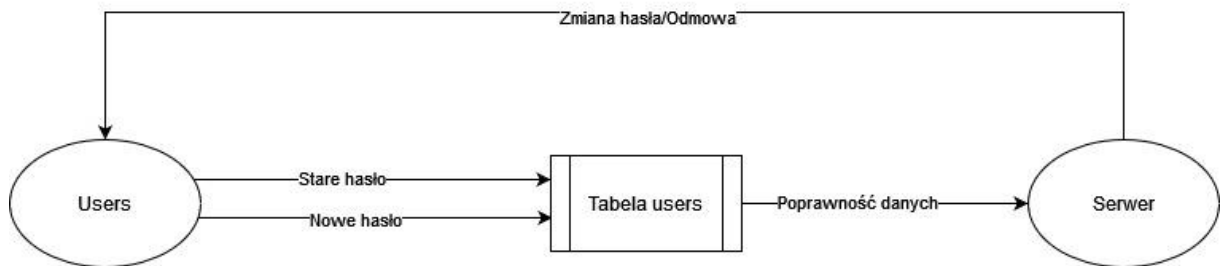 Zmiana hasła/Odmowa
Stare hasło
Users
Tabela users
Poprawność danych
Serwer
Nowe hasło